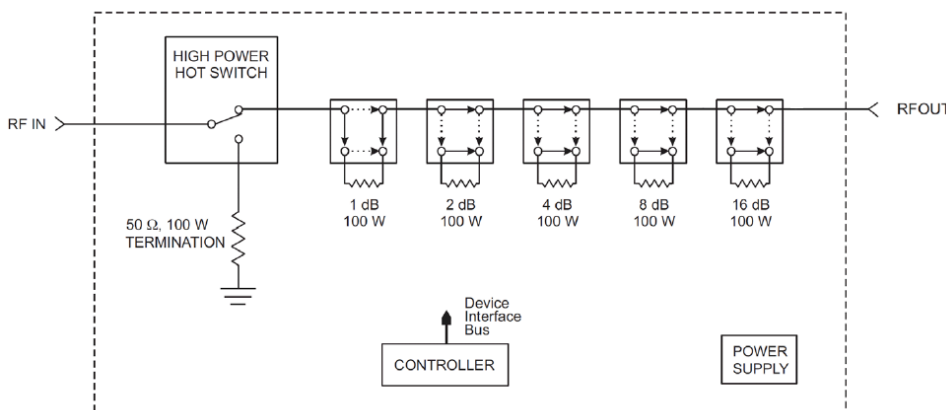 HIGH POWER
HOT SWITCH
RF IN
RFOUT
1 dB
100 W
2 dB
100 W
4 dB
100 W
8 dB
100 W
16 dB
100 W
50 Ω, 100 W
TERMINATION
Device
Interface
Bus
CONTROLLER
POWER
SUPPLY